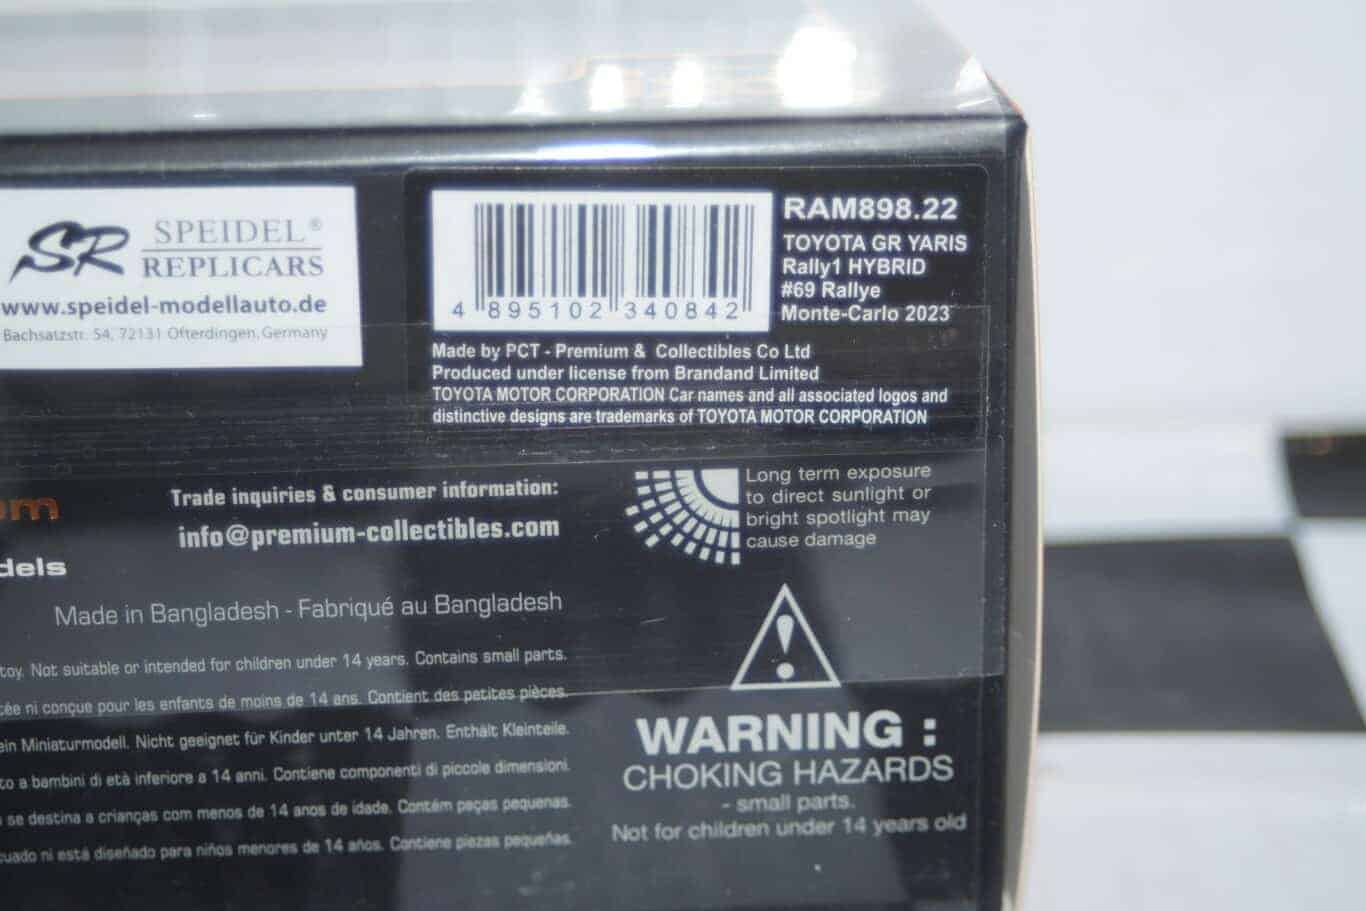 SR SPEIDEL®
REPLICARS
www.speidel-modellauto.de
Bachsatzstr. 54, 72131 Ofterdingen, Germany
4 895102 340842
RAM898.22
TOYOTA GR YARIS
Rally1 HYBRID
#69 Rallye
Monte-Carlo 2023
Made by PCT - Premium & Collectibles Co Ltd
Produced under license from Brandand Limited
TOYOTA MOTOR CORPORATION Car names and all associated logos and
distinctive designs are trademarks of TOYOTA MOTOR CORPORATION
om
Trade inquiries & consumer information:
info@premium-collectibles.com
dels
Made in Bangladesh - Fabriqué au Bangladesh
Long term exposure
to direct sunlight or
bright spotlight may
cause damage
toy. Not suitable or intended for children under 14 years. Contains small parts.
tée ni conçue pour les enfants de moins de 14 ans. Contient des petites pièces.
ein Miniaturmodell. Nicht geeignet für Kinder unter 14 Jahren. Enthält Kleinteile.
to a bambini di età inferiore a 14 anni. Contiene componenti di piccole dimensioni.
se destina a crianças com menos de 14 anos de idade. Contém peças pequenas.
cuado ni está diseñado para niños menores de 14 años. Contiene piezas pequeñas.
WARNING :
CHOKING HAZARDS
- small parts.
Not for children under 14 years old